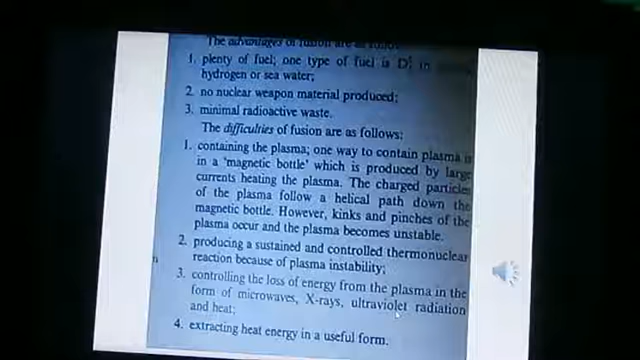 The advantages of fusion are as
1. plenty of fuel; one type of fuel is D₂ in
hydrogen or sea water;
2. no nuclear weapon material produced;
3. minimal radioactive waste.
The difficulties of fusion are as follows:
1. containing the plasma; one way to contain plasma is
in a 'magnetic bottle' which is produced by large
currents heating the plasma. The charged particles
of the plasma follow a helical path down the
magnetic bottle. However, kinks and pinches of the
plasma occur and the plasma becomes unstable.
2. producing a sustained and controlled thermonuclear
reaction because of plasma instability;
3. controlling the loss of energy from the plasma in the
form of microwaves, X-rays, ultraviolet radiation
and heat;
4. extracting heat energy in a useful form.